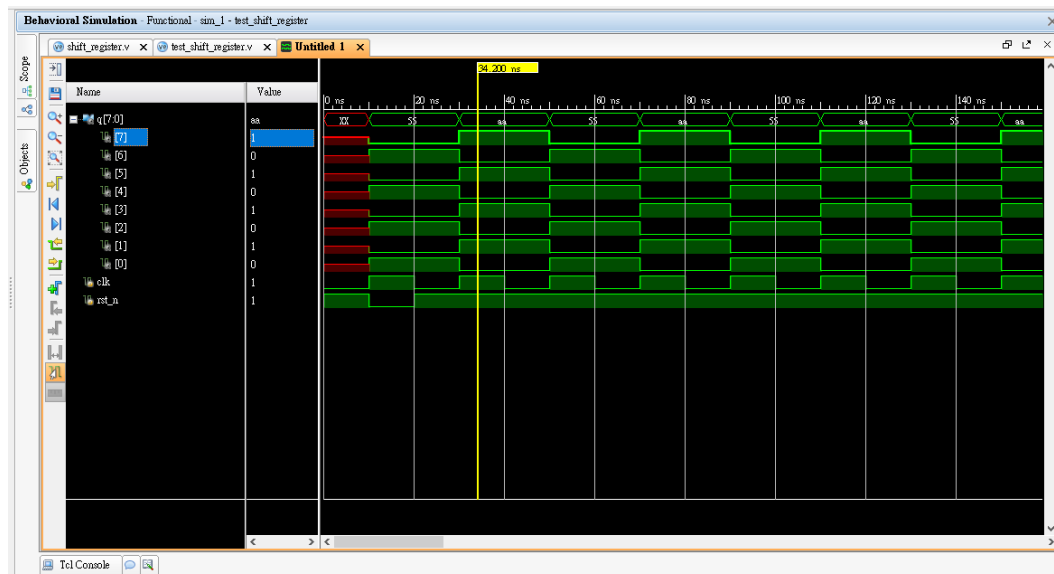 Behavioral Simulation - Functional - sim_1 - test_shift_register
shift_register.v test_shift_register.v Untitled 1
Scope
Objects
34.200 ns
Name Value
0 ns 20 ns 40 ns 60 ns 80 ns 100 ns 120 ns 140 ns
q[7:0] aa XX 55 aa 55 aa 55 aa 55 aa
[7] 1
[6] 0
[5] 1
[4] 0
[3] 1
[2] 0
[1] 1
[0] 0
clk 1
rst_n 1
Tcl Console